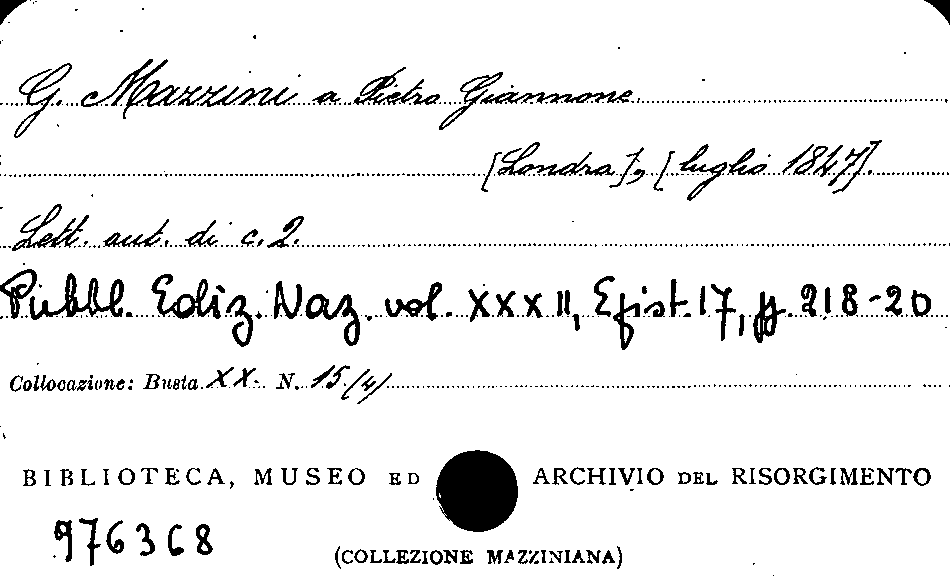 G. Mazzini a Pietro Giannone
[Londra], [luglio 1847].
Lett. aut. di c. 2.
Pubbl. Ediz. Naz. vol. XXXII, Epist. 17, pp. 218-20
Collocazione: Busta XX. N. 15 (4)
BIBLIOTECA, MUSEO ED ARCHIVIO DEL RISORGIMENTO
976368
(COLLEZIONE MAZZINIANA)